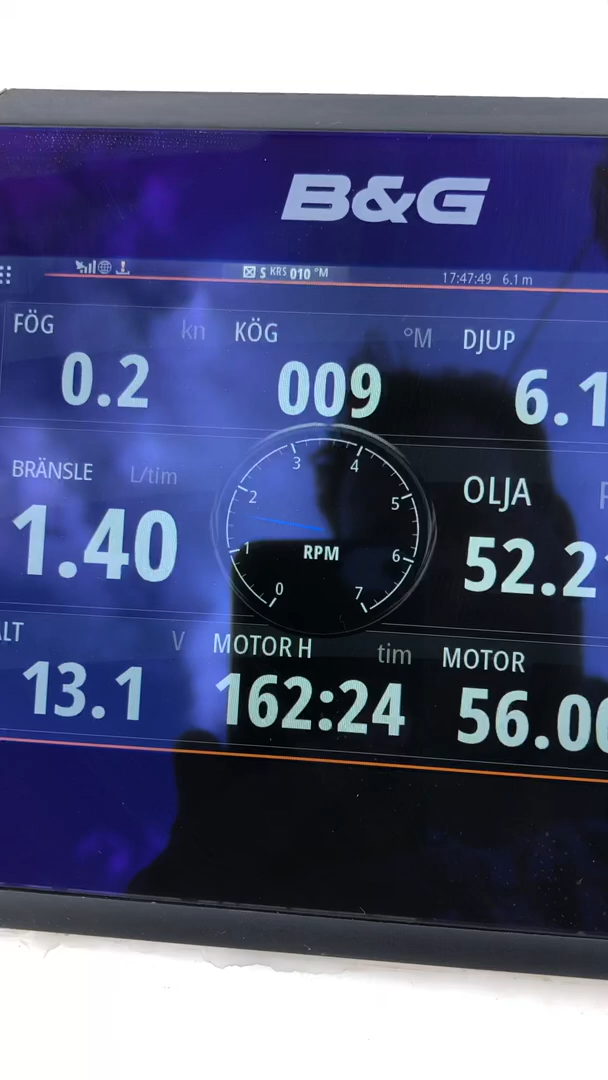 B&G
S KRS 010 °M
17:47:49 6.1 m
FÖG kn KÖG °M DJUP
0.2 009 6.1
BRÄNSLE L/tim OLJA
1.40 52.2
0 1 2 3 4 5 6 7
RPM
LT V MOTOR H tim MOTOR
13.1 162:24 56.0